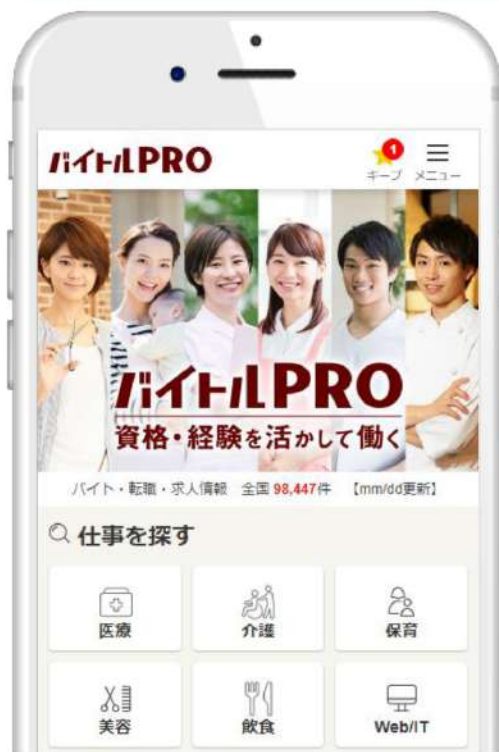 バイトルPRO
1
キープ メニュー
バイトルPRO
資格・経験を活かして働く
バイト・転職・求人情報 全国 98,447件 【mm/dd更新】
仕事を探す
医療 介護 保育
美容 飲食 Web/IT